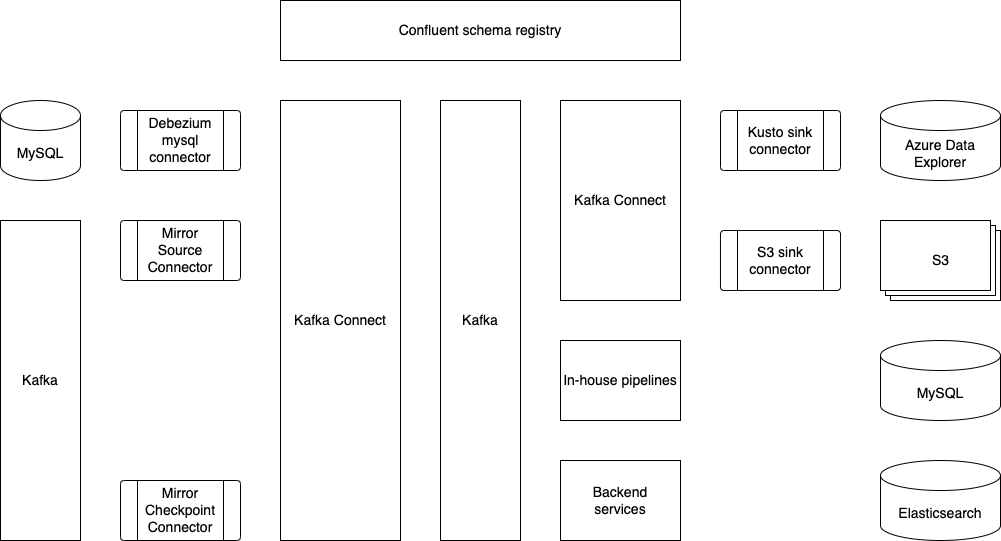 Confluent schema registry
MySQL
Debezium
mysql
connector
Kusto sink
connector
Azure Data
Explorer
Kafka Connect
Mirror
Source
Connector
S3 sink
connector
S3
Kafka Connect
Kafka
Kafka
In-house pipelines
MySQL
Mirror
Checkpoint
Connector
Backend
services
Elasticsearch